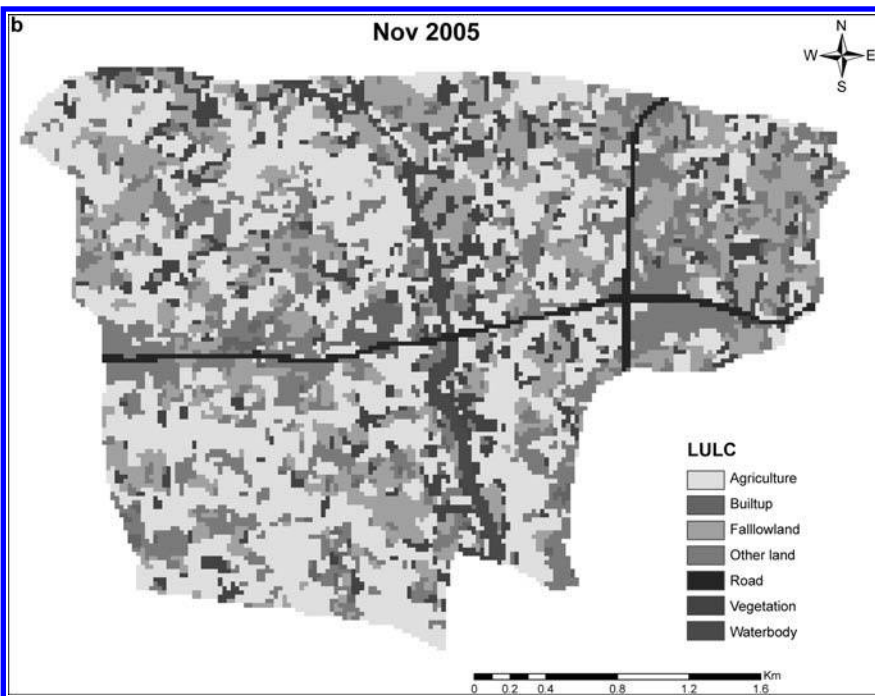 b
Nov 2005
N
W E
S
LULC
Agriculture
Builtup
Falllowland
Other land
Road
Vegetation
Waterbody
Km
0 0.2 0.4 0.8 1.2 1.6